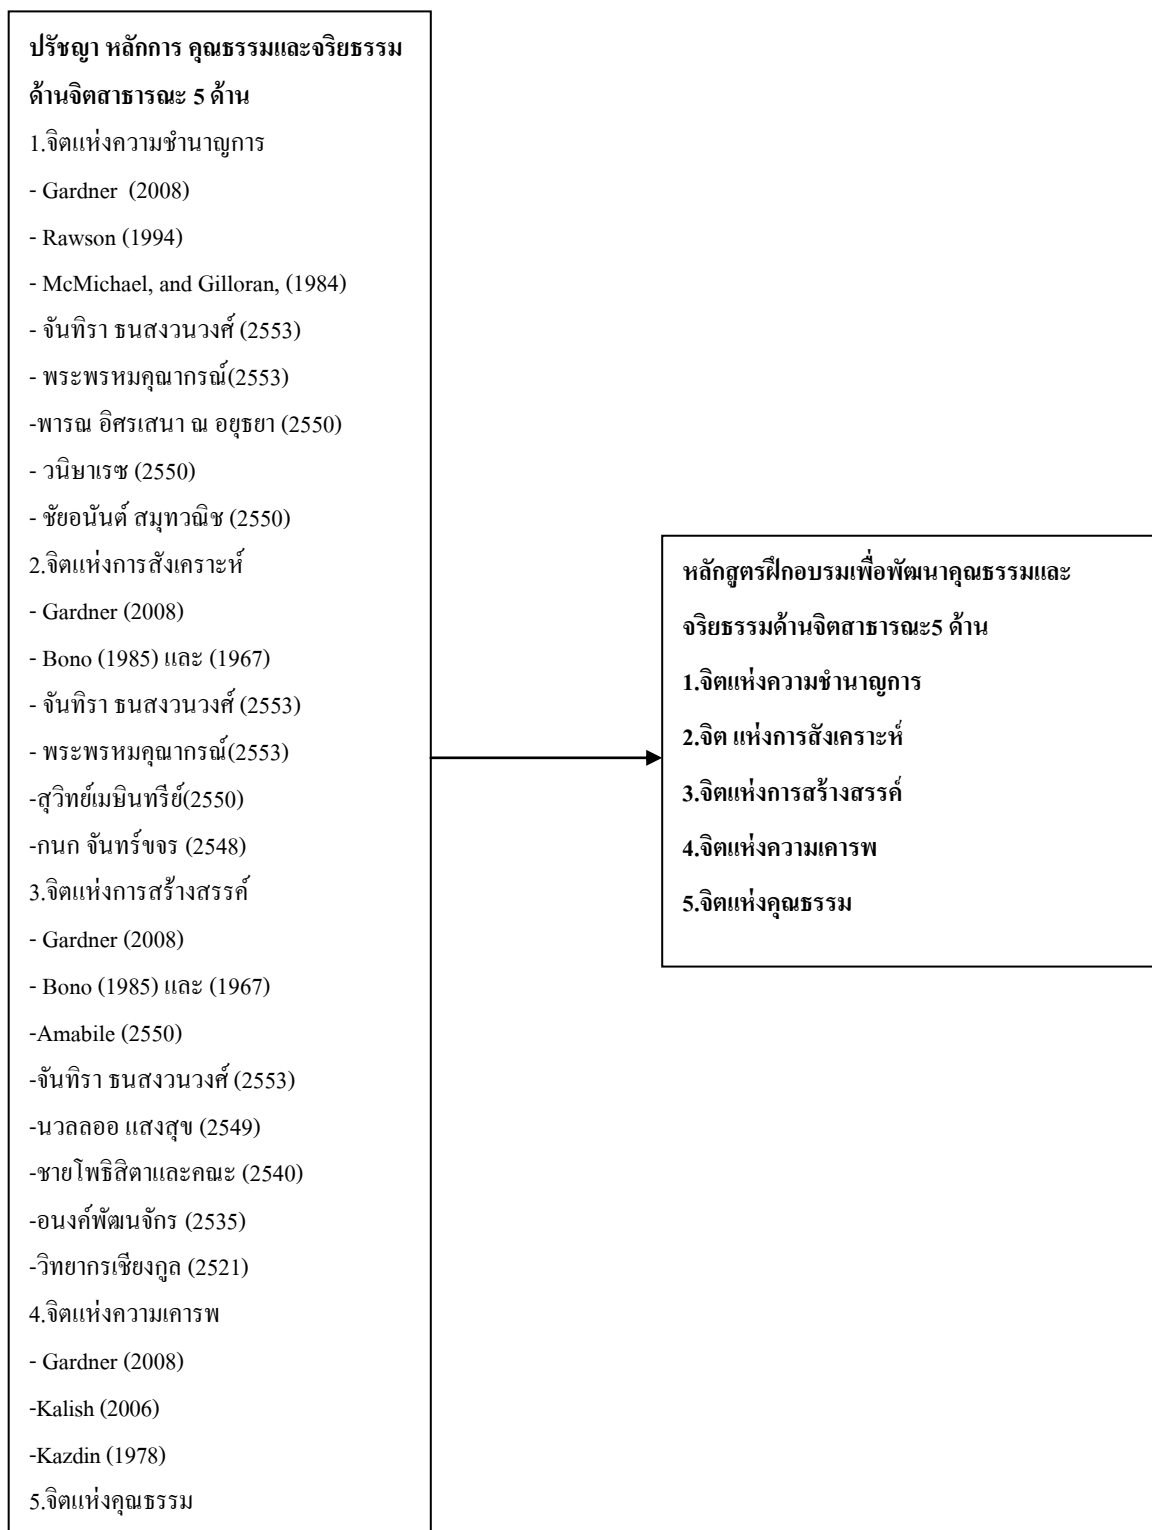 ปรัชญา หลักการ คุณธรรมและจริยธรรม
ด้านจิตสาธารณะ 5 ด้าน
1.จิตแห่งความชำนาญการ
- Gardner (2008)
- Rawson (1994)
- McMichael, and Gilloran, (1984)
- จันทิรา ธนสงวนวงศ์ (2553)
- พระพรหมคุณากรณ์(2553)
-พารณ อิศรเสนา ณ อยุธยา (2550)
- วนิษาเรซ (2550)
- ชัยอนันต์ สมุทวณิช (2550)
2.จิตแห่งการสังเคราะห์
- Gardner (2008)
- Bono (1985) และ (1967)
- จันทิรา ธนสงวนวงศ์ (2553)
- พระพรหมคุณากรณ์(2553)
-สุวิทย์เมษินทรีย์(2550)
-กนก จันทร์ขจร (2548)
3.จิตแห่งการสร้างสรรค์
- Gardner (2008)
- Bono (1985) และ (1967)
-Amabile (2550)
-จันทิรา ธนสงวนวงศ์ (2553)
-นวลลออ แสงสุข (2549)
-ชายโพธิสิตาและคณะ (2540)
-อนงค์พัฒนจักร (2535)
-วิทยากรเชียงกูล (2521)
4.จิตแห่งความเคารพ
- Gardner (2008)
-Kalish (2006)
-Kazdin (1978)
5.จิตแห่งคุณธรรม
หลักสูตรฝึกอบรมเพื่อพัฒนาคุณธรรมและ
จริยธรรมด้านจิตสาธารณะ5 ด้าน
1.จิตแห่งความชำนาญการ
2.จิต แห่งการสังเคราะห์
3.จิตแห่งการสร้างสรรค์
4.จิตแห่งความเคารพ
5.จิตแห่งคุณธรรม